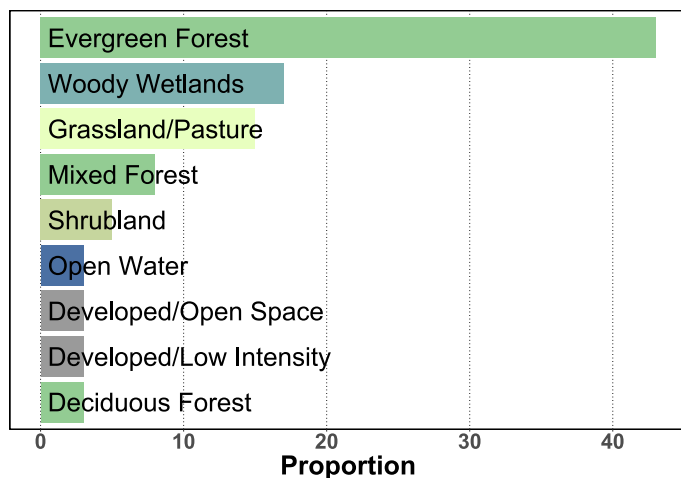 Evergreen Forest
Woody Wetlands
Grassland/Pasture
Mixed Forest
Shrubland
Open Water
Developed/Open Space
Developed/Low Intensity
Deciduous Forest
0 10 20 30 40
Proportion